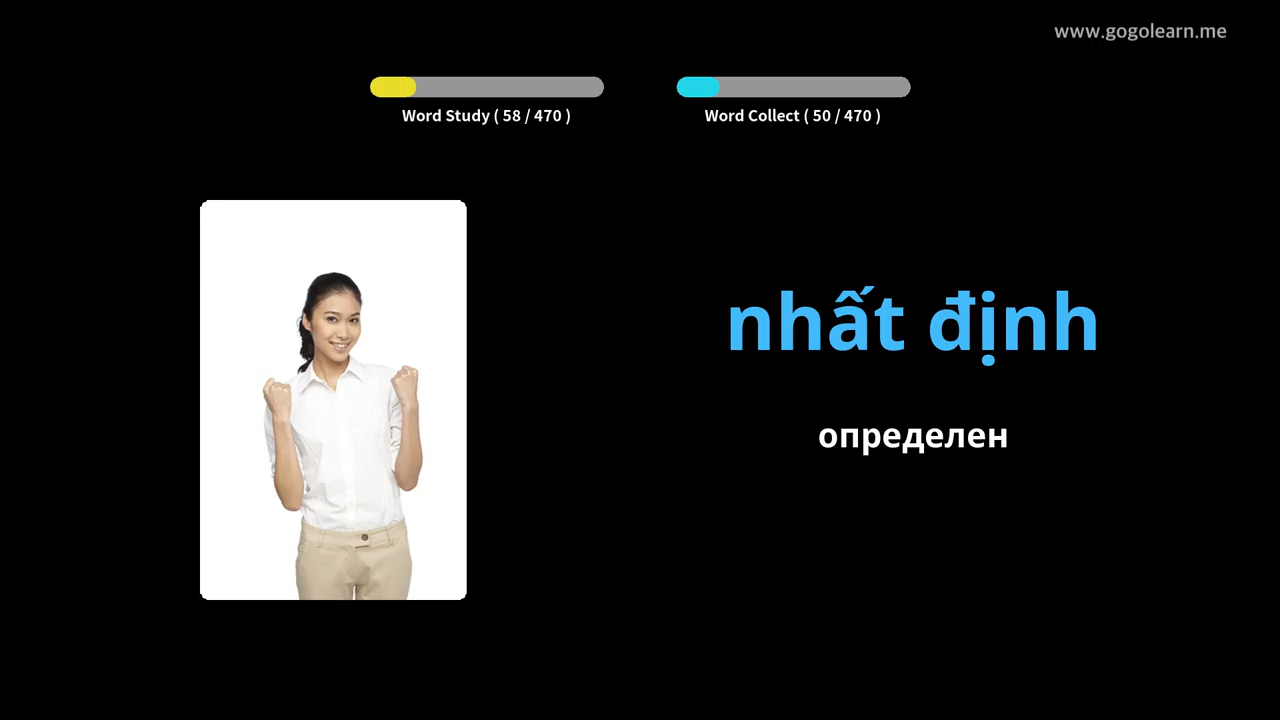 www.gogolearn.me
Word Study ( 58 / 470 )
Word Collect ( 50 / 470 )
nhất định
определен